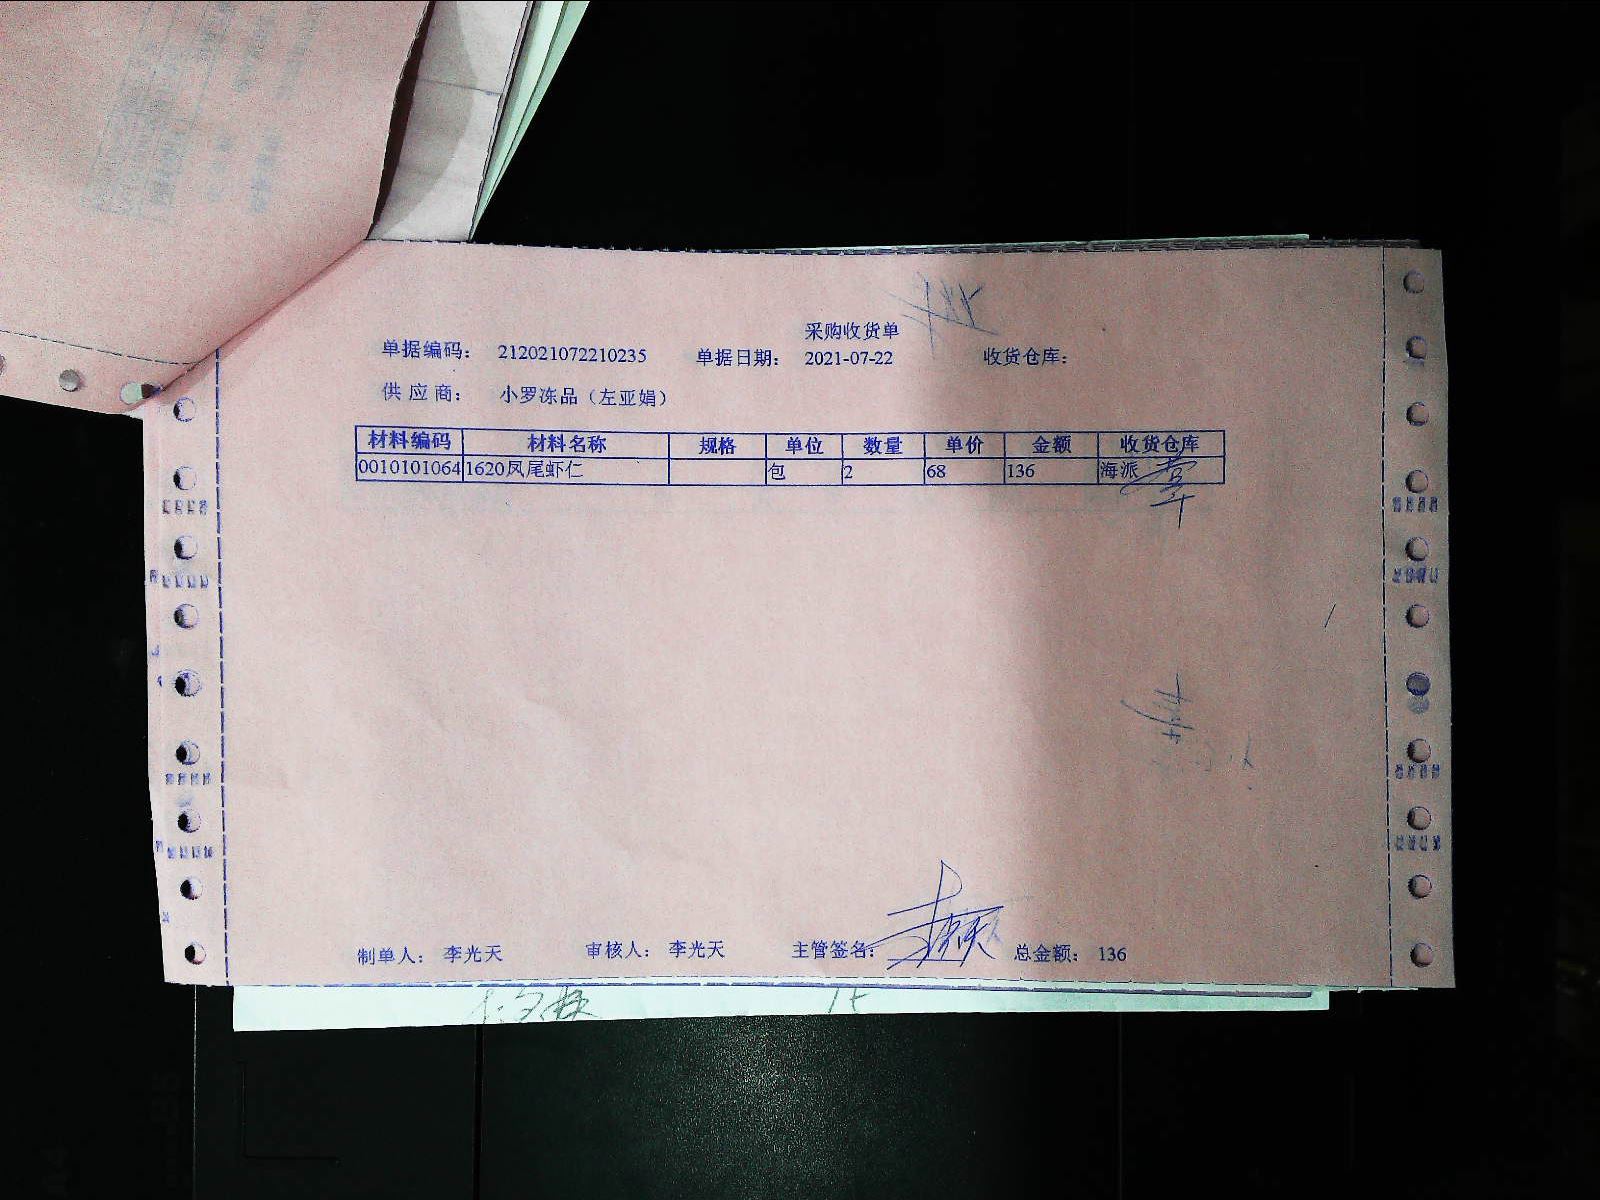 采购收货单
单据编码： 212021072210235 单据日期： 2021-07-22 收货仓库：
供应商： 小罗冻品（左亚娟）
材料编码 材料名称 规格 单位 数量 单价 金额 收货仓库
0010101064 1620凤尾虾仁 包 2 68 136 海派
制单人： 李光天 审核人： 李光天 主管签名： 总金额： 136